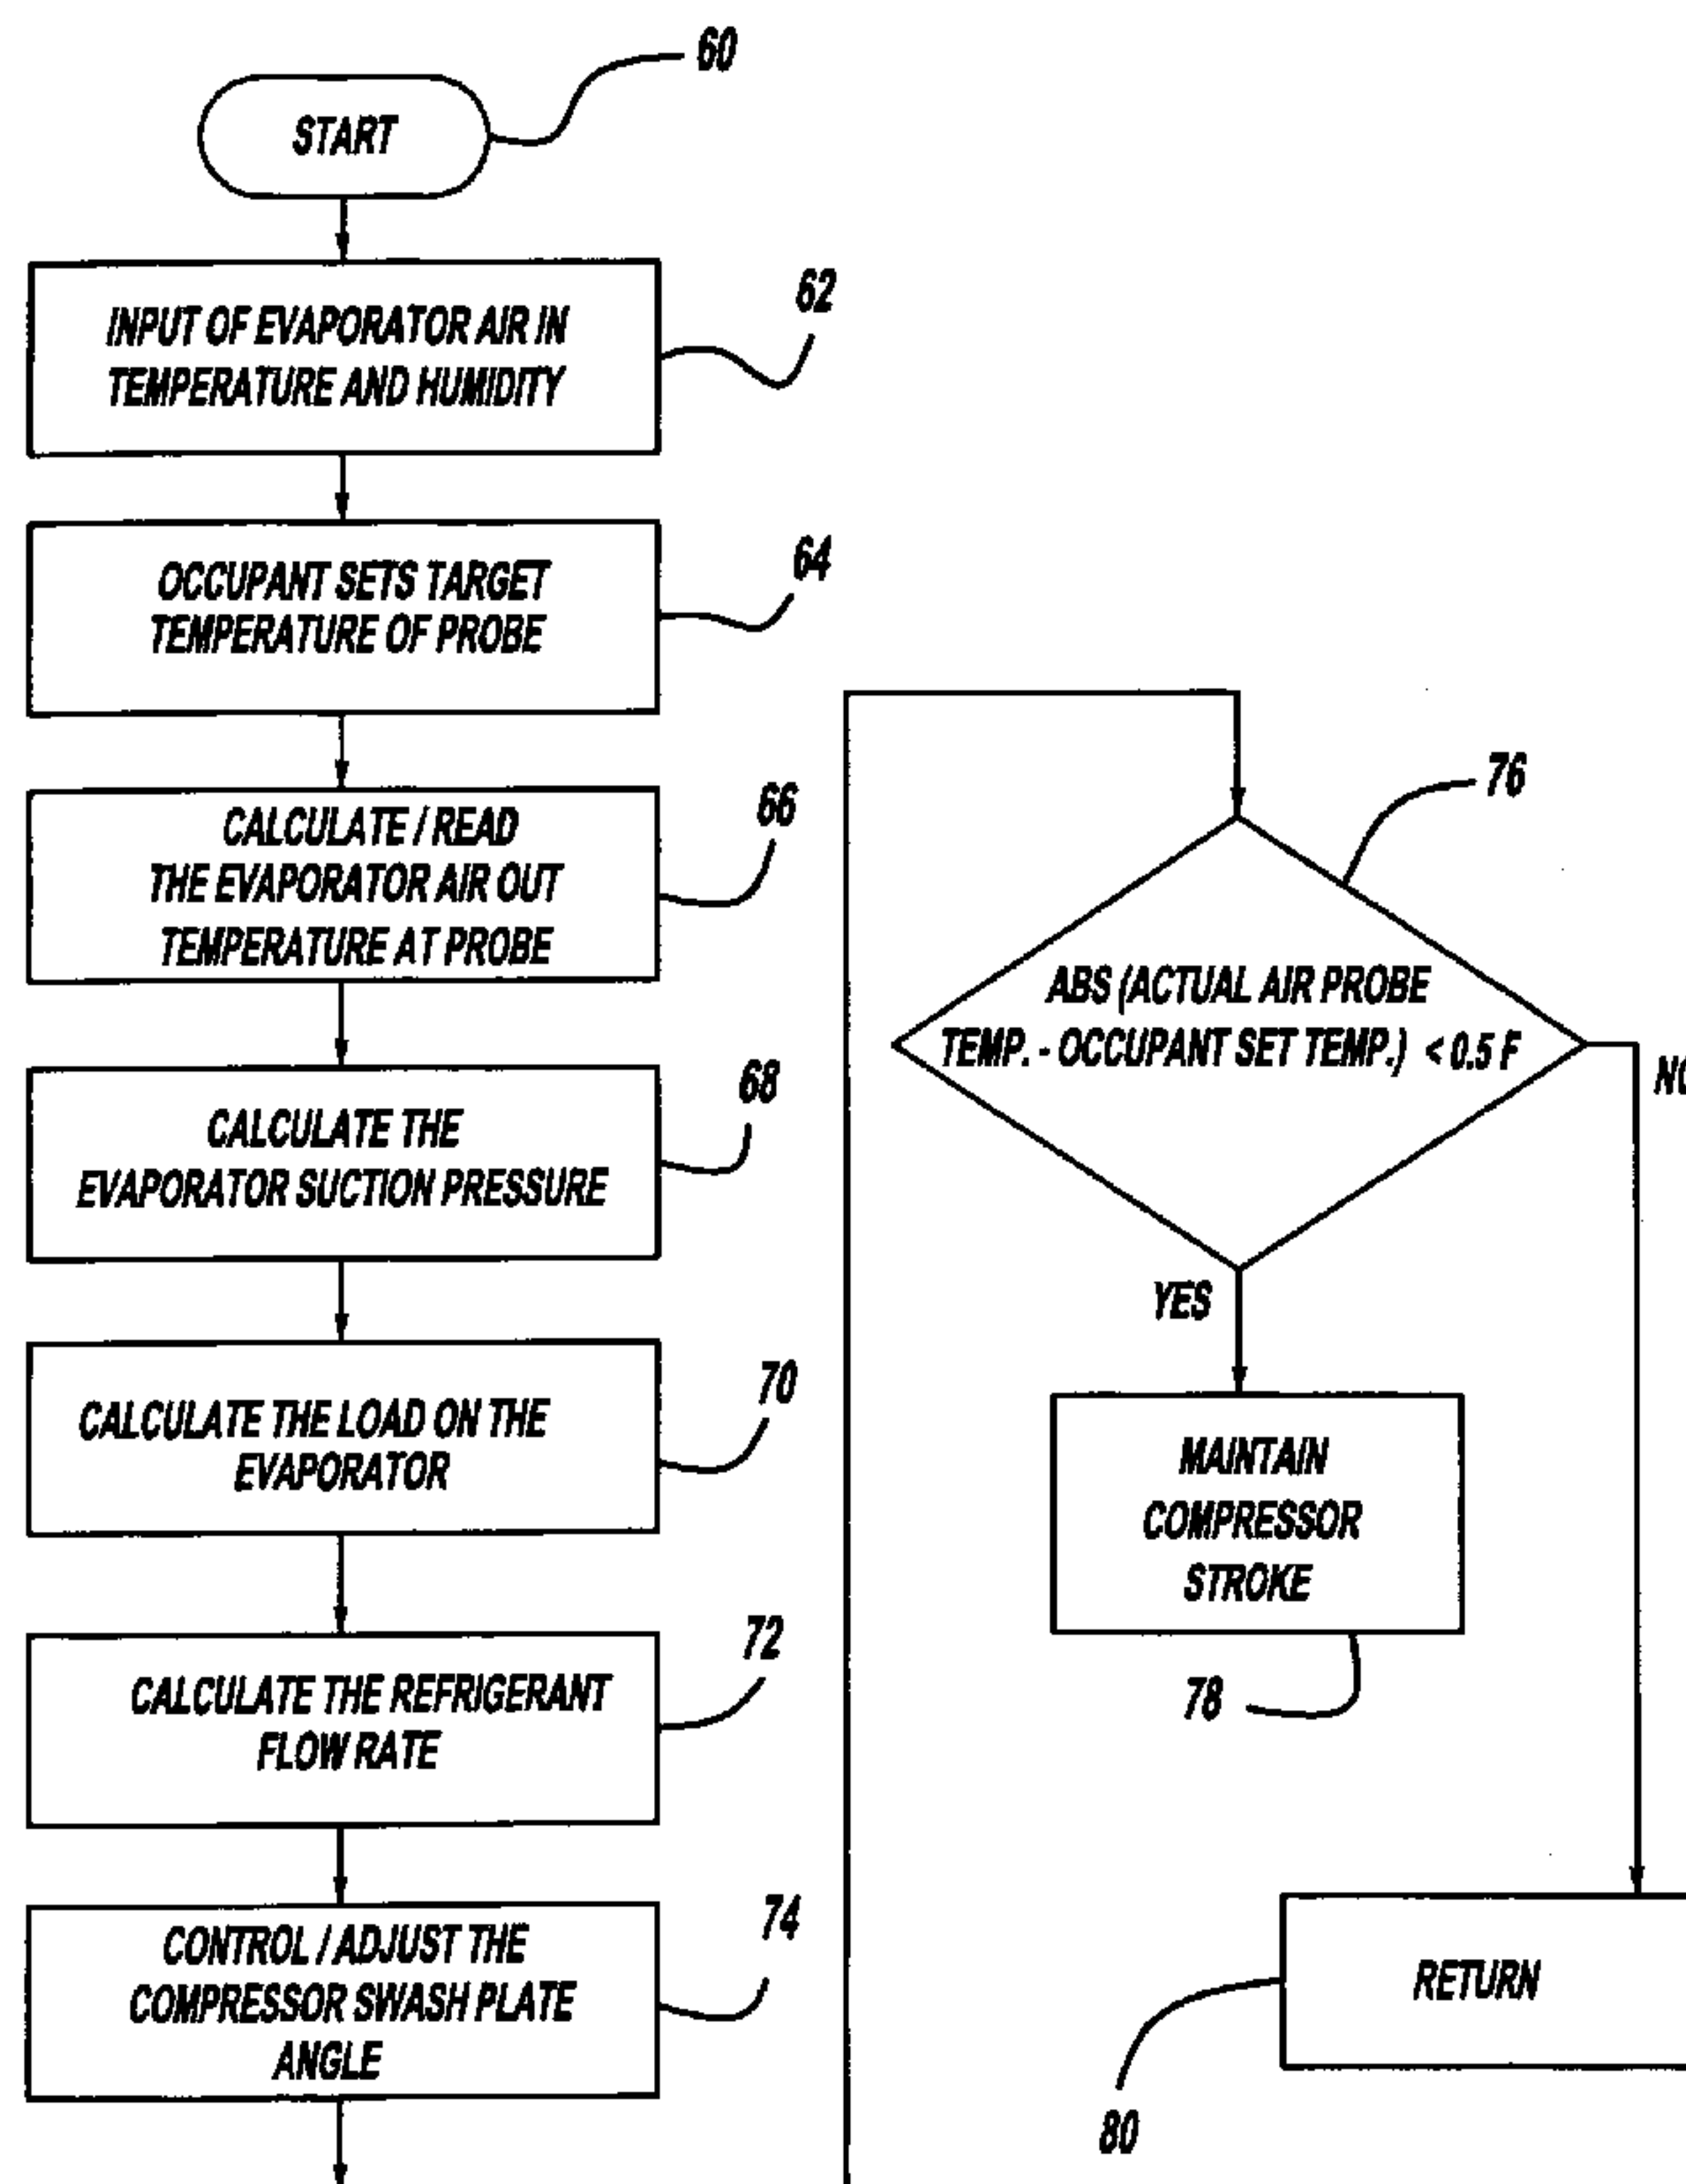 60
START
62
INPUT OF EVAPORATOR AIR IN
TEMPERATURE AND HUMIDITY
64
OCCUPANT SETS TARGET
TEMPERATURE OF PROBE
66
CALCULATE / READ
THE EVAPORATOR AIR OUT
TEMPERATURE AT PROBE
68
CALCULATE THE
EVAPORATOR SUCTION PRESSURE
70
CALCULATE THE LOAD ON THE
EVAPORATOR
72
CALCULATE THE REFRIGERANT
FLOW RATE
74
CONTROL / ADJUST THE
COMPRESSOR SWASH PLATE
ANGLE
76
ABS (ACTUAL AIR PROBE
TEMP. - OCCUPANT SET TEMP.) < 0.5 F
NO
YES
MAINTAIN
COMPRESSOR
STROKE
78
RETURN
80